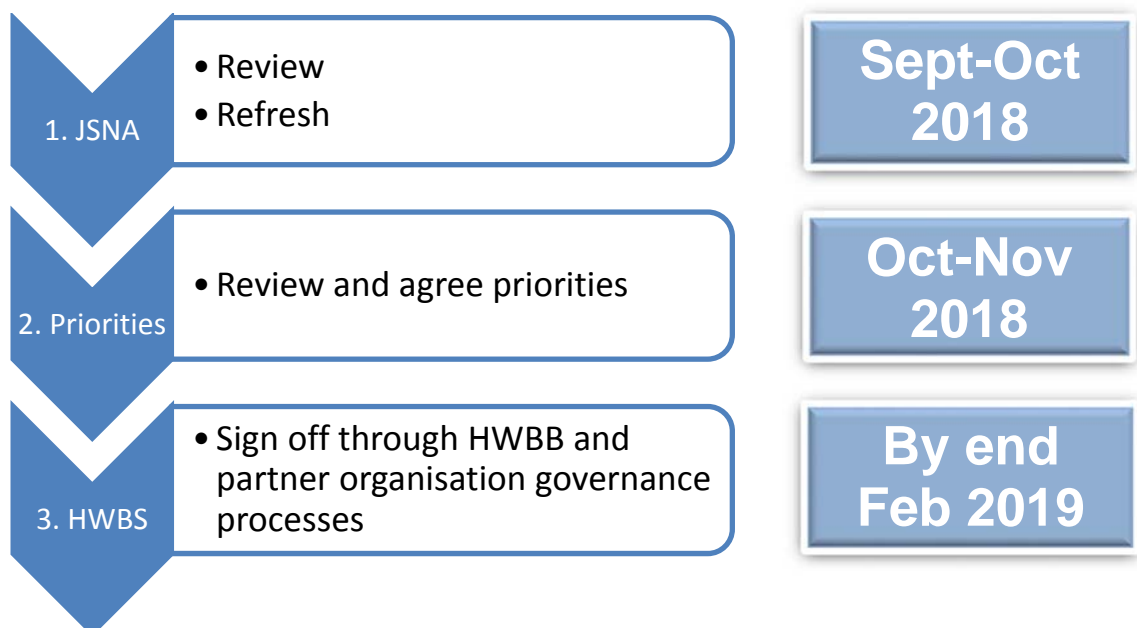 1. JSNA
• Review
• Refresh
Sept-Oct
2018
2. Priorities
• Review and agree priorities
Oct-Nov
2018
3. HWBS
• Sign off through HWBB and
partner organisation governance
processes
By end
Feb 2019